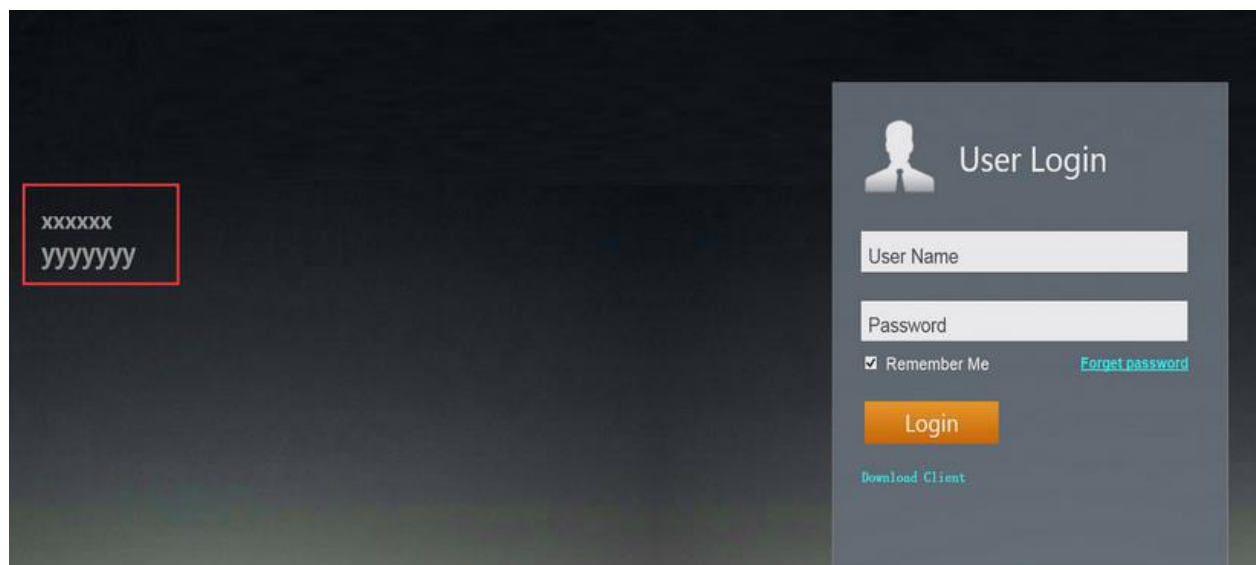 xxxxxx
yyyyyyy
User Login
User Name
Password
Remember Me
Forget password
Login
Download Client